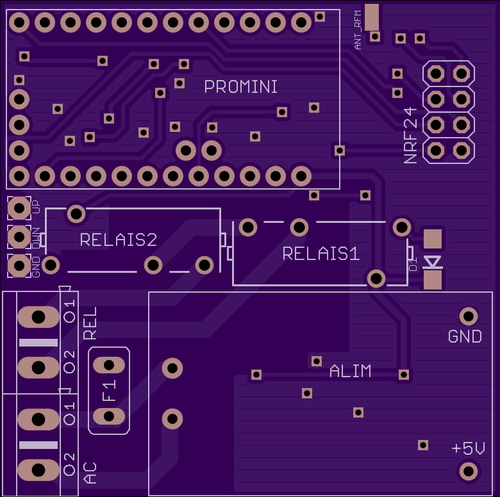 ANT_RFM
PROMINI
NRF24
UP
DWN
GND
RELAIS2
RELAIS1
D1
O1
REL
O2
GND
F1
ALIM
O1
O2
AC
+5V